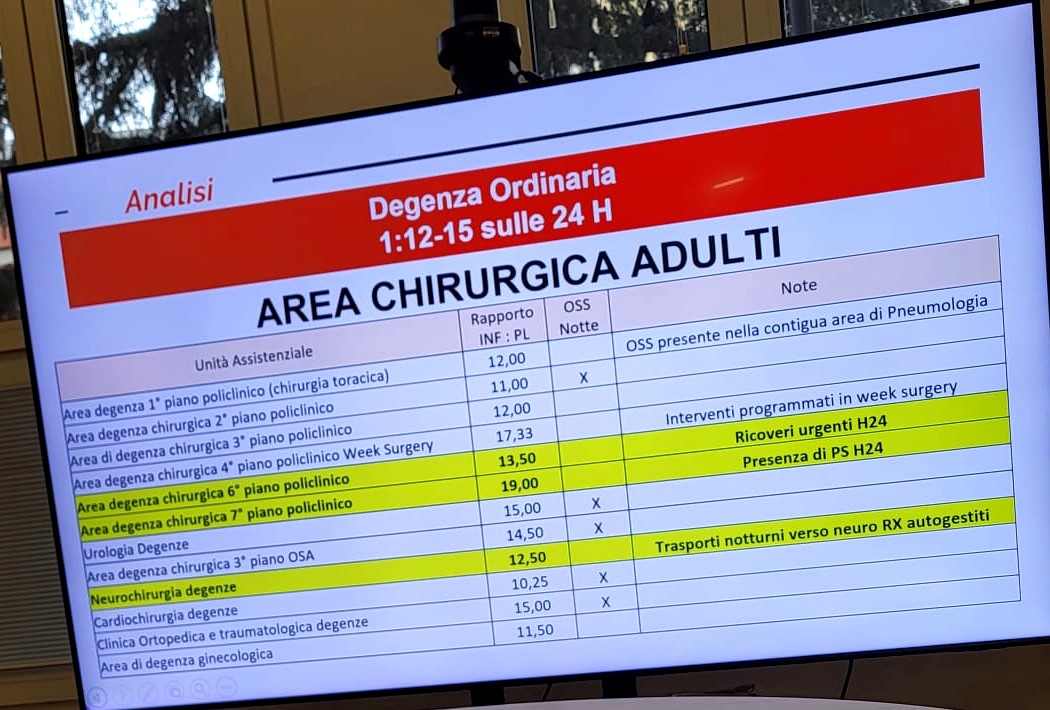 Analisi
Degenza Ordinaria
1:12-15 sulle 24 H
AREA CHIRURGICA ADULTI
Unità Assistenziale Rapporto INF : PL OSS Notte Note
Area degenza 1° piano policlinico (chirurgia toracica) 12,00 OSS presente nella contigua area di Pneumologia
Area degenza chirurgica 2° piano policlinico 11,00 X
Area di degenza chirurgica 3° piano policlinico 12,00
Area degenza chirurgica 4° piano policlinico Week Surgery 17,33 Interventi programmati in week surgery
Area degenza chirurgica 6° piano policlinico 13,50 Ricoveri urgenti H24
Area degenza chirurgica 7° piano policlinico 19,00 Presenza di PS H24
Urologia Degenze 15,00 X
Area degenza chirurgica 3° piano OSA 14,50 X
Neurochirurgia degenze 12,50 Trasporti notturni verso neuro RX autogestiti
Cardiochirurgia degenze 10,25 X
Clinica Ortopedica e traumatologica degenze 15,00 X
Area di degenza ginecologica 11,50